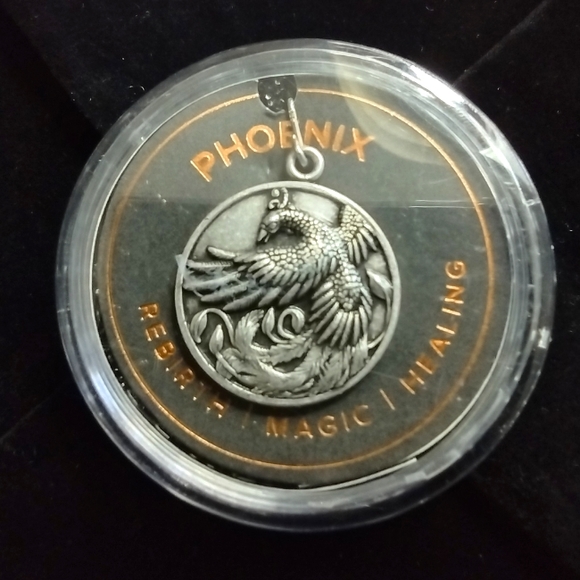 PHOENIX
REBIRTH | MAGIC | HEALING